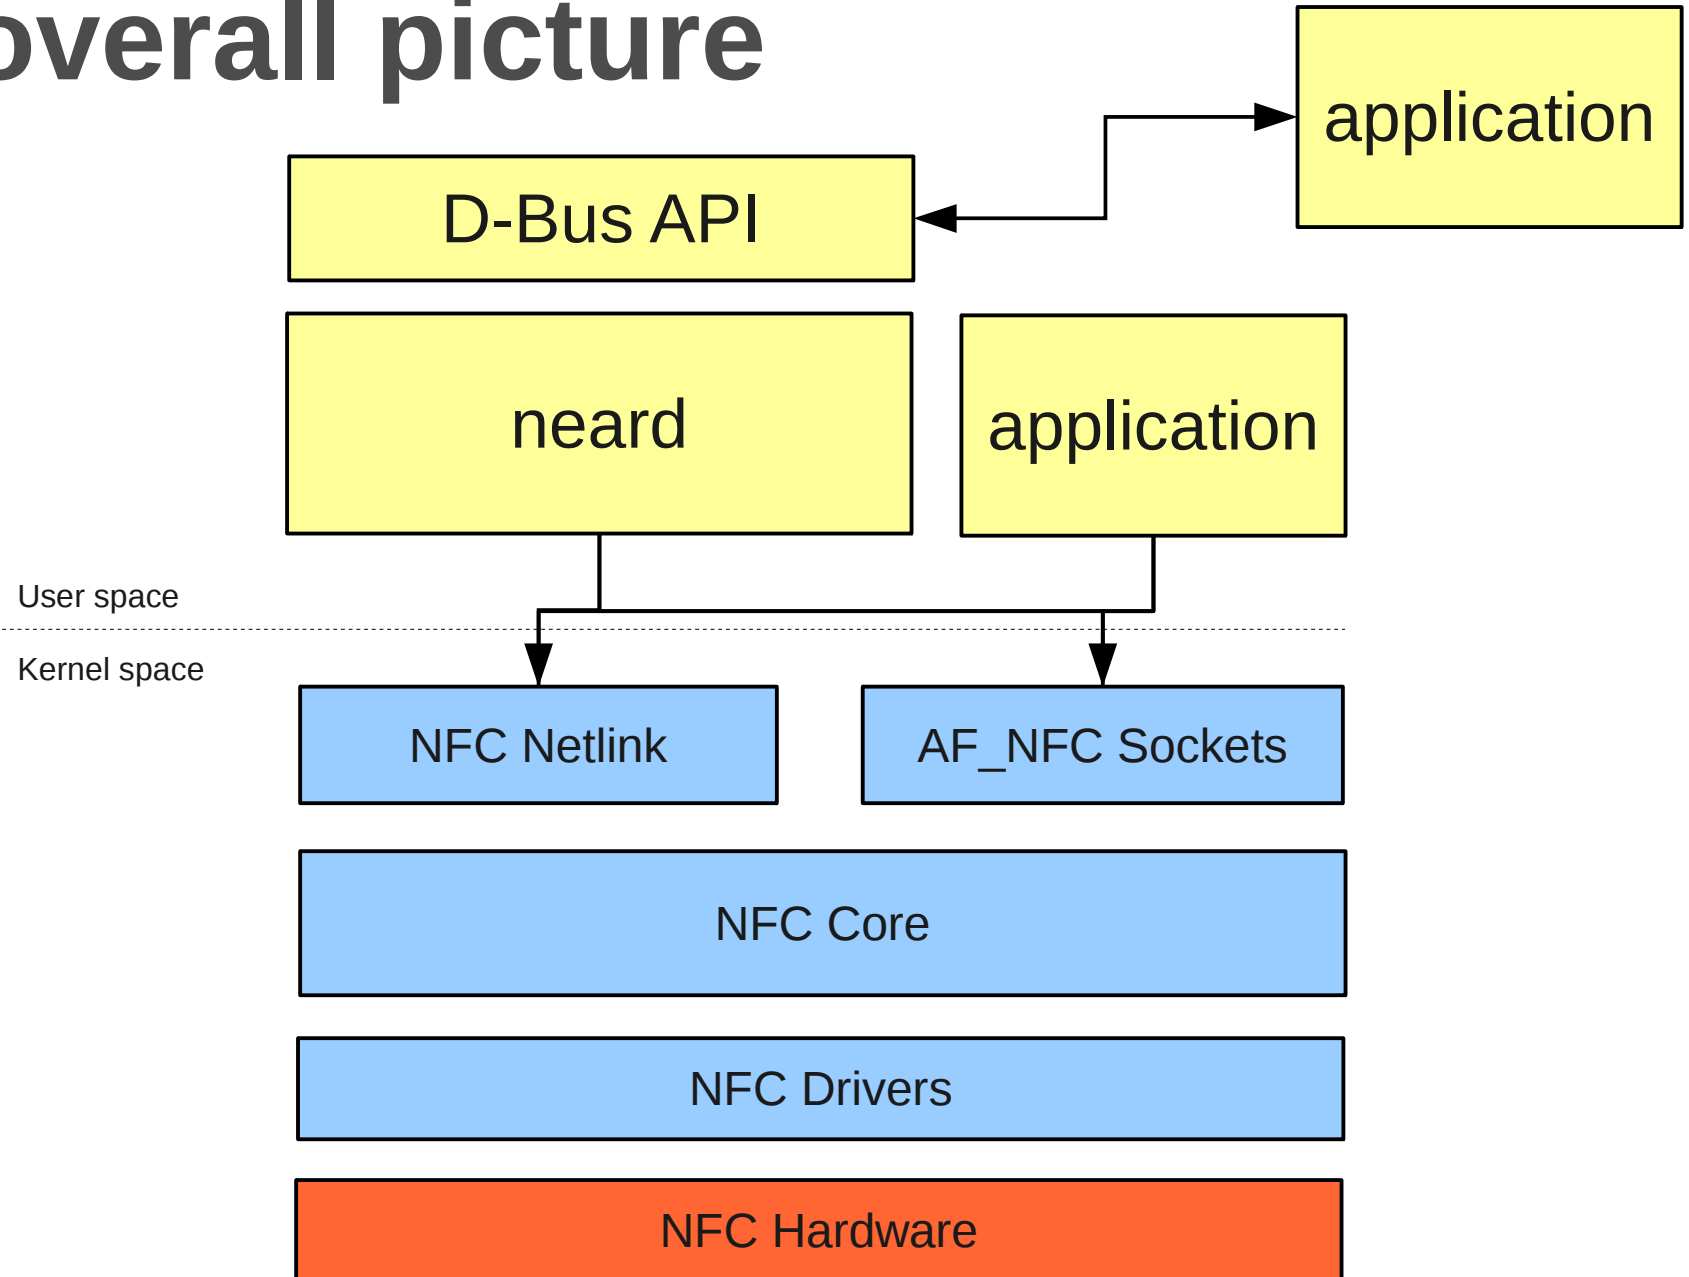 overall picture
application
D-Bus API
neard
application
User space
Kernel space
NFC Netlink
AF_NFC Sockets
NFC Core
NFC Drivers
NFC Hardware